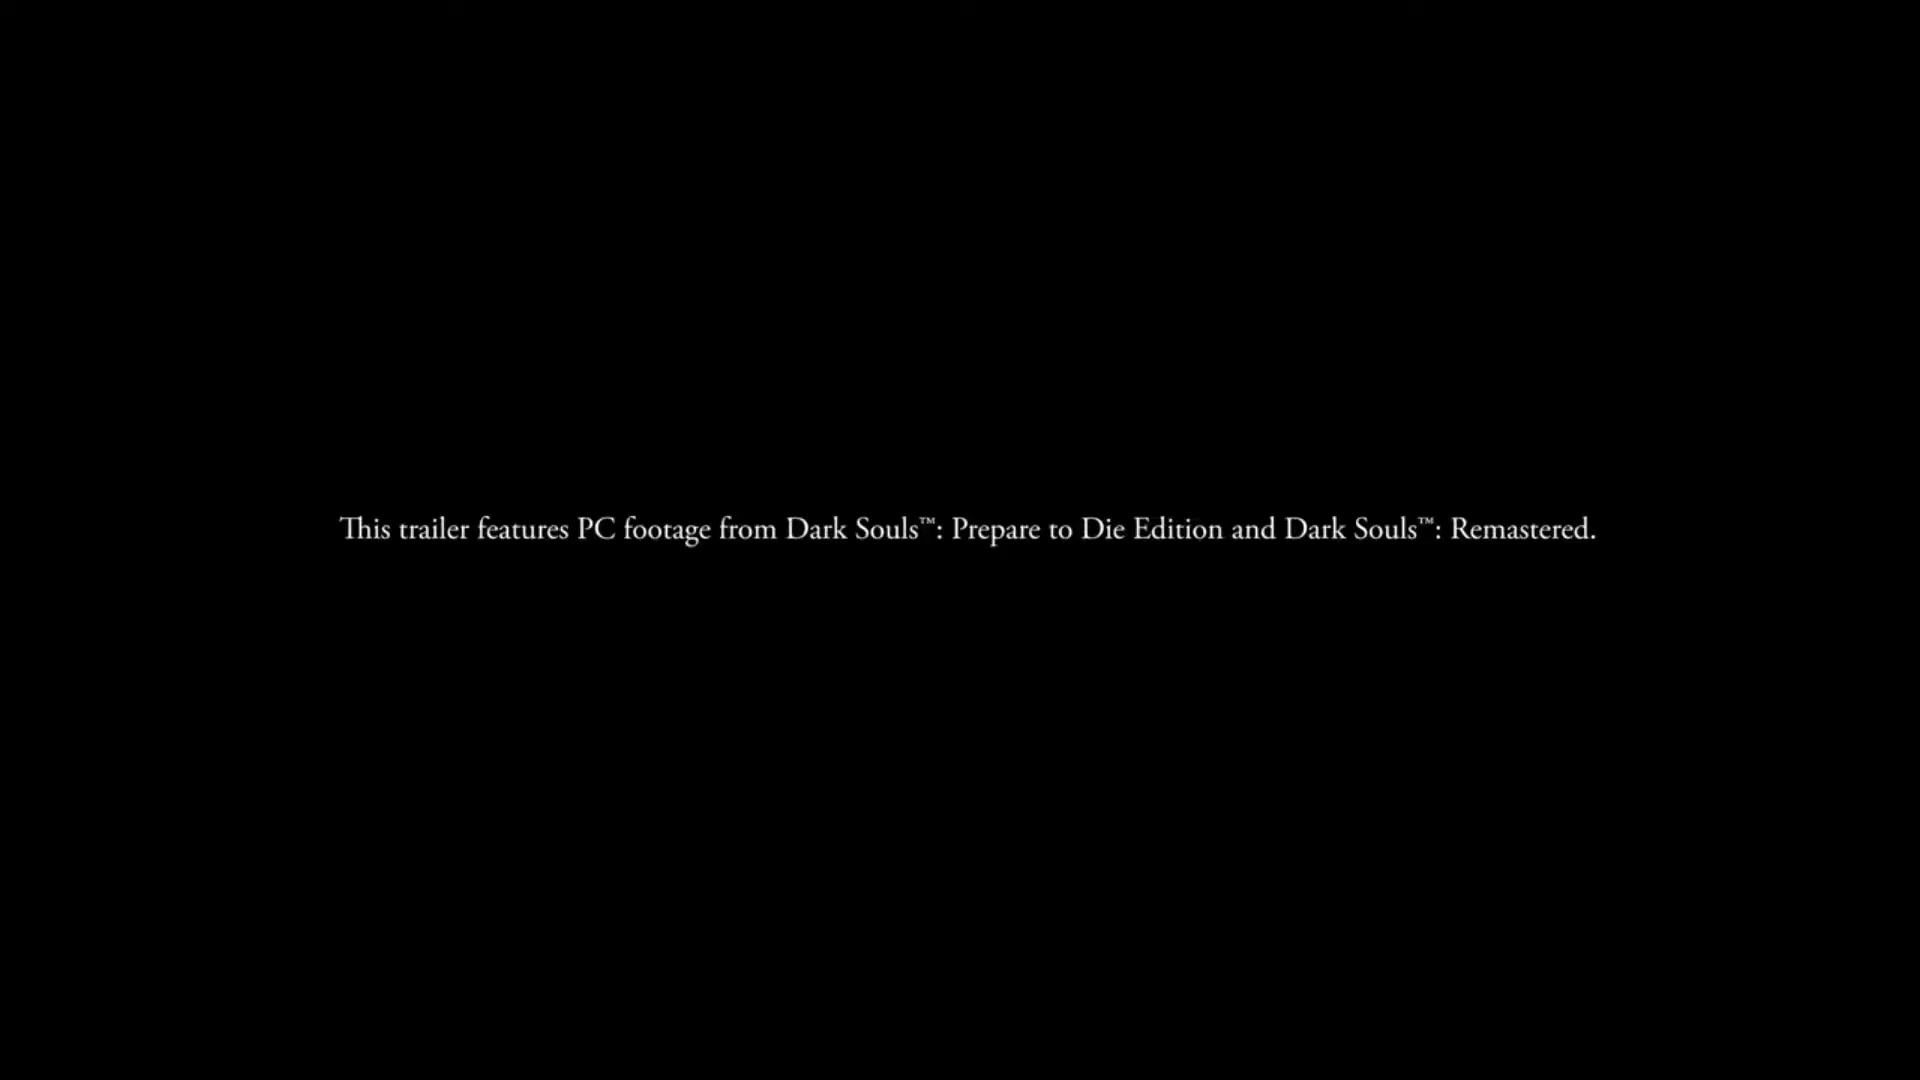 This trailer features PC footage from Dark Souls™: Prepare to Die Edition and Dark Souls™: Remastered.